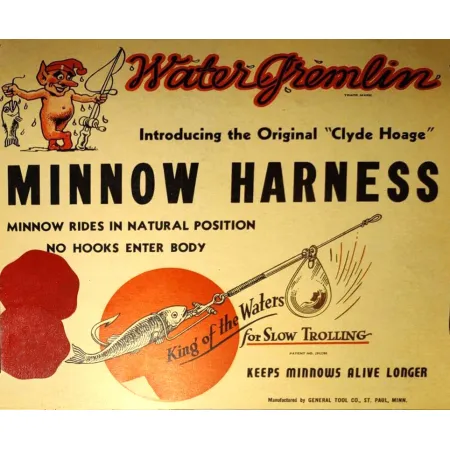 Water Gremlin
TRADE MARK
Introducing the Original "Clyde Hoage"
MINNOW HARNESS
MINNOW RIDES IN NATURAL POSITION
NO HOOKS ENTER BODY
King of the Waters
for SLOW TROLLING
KEEPS MINNOWS ALIVE LONGER
Manufactured by GENERAL TOOL CO., ST. PAUL, MINN.